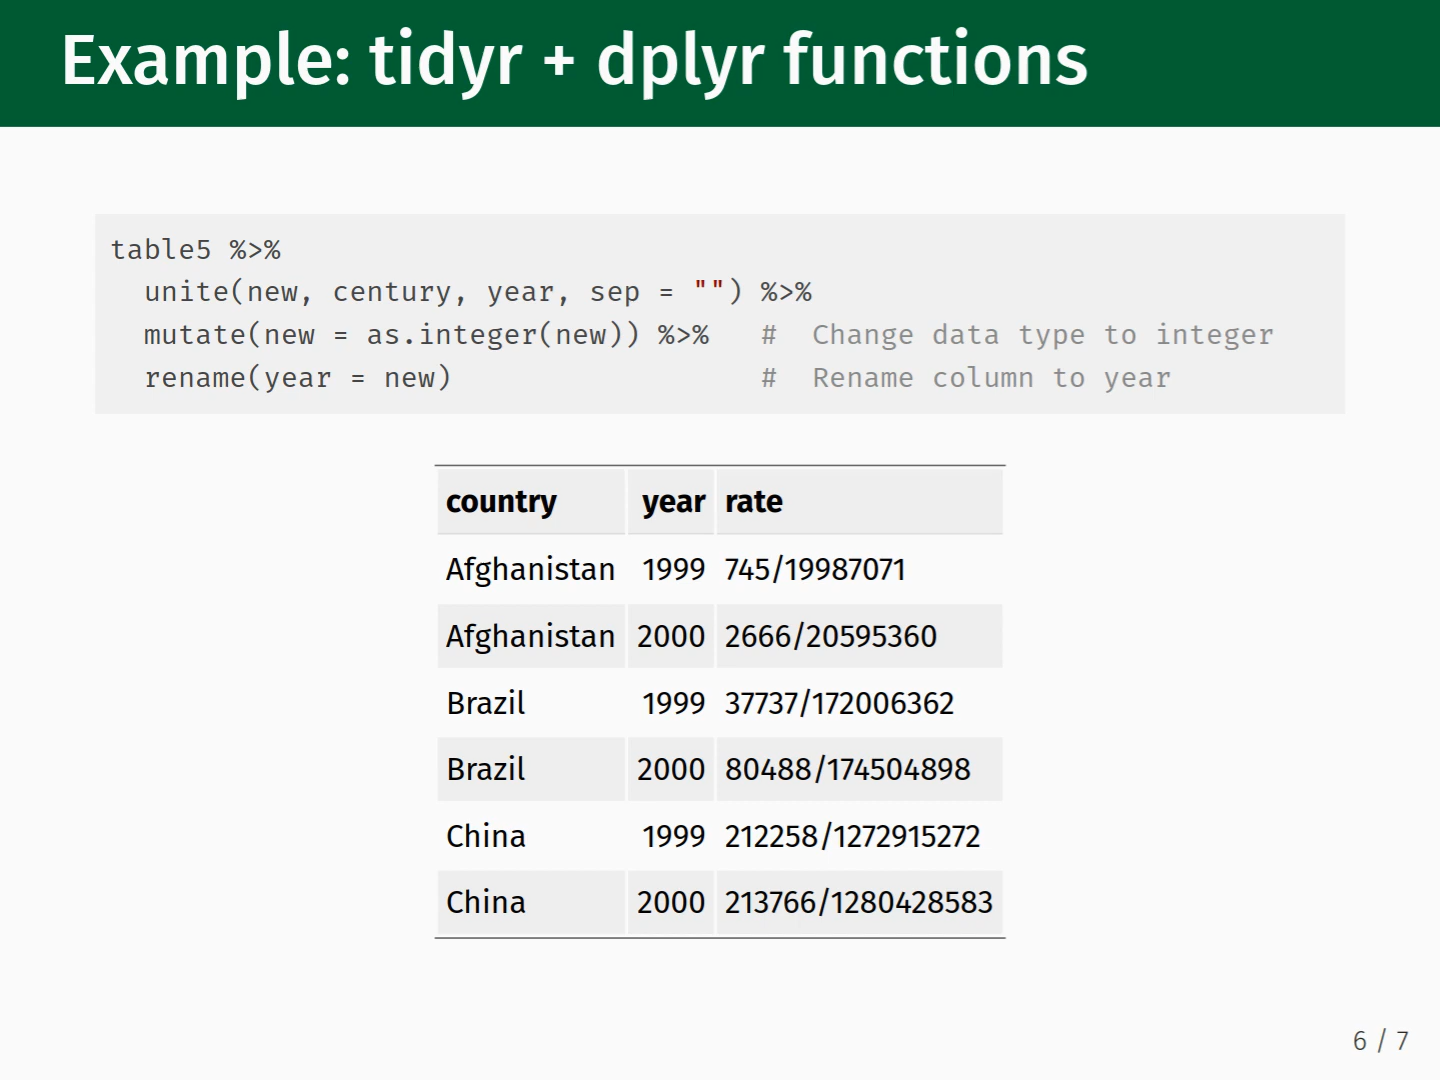 Example: tidyr + dplyr functions
table5 %>%
  unite(new, century, year, sep = "") %>%
  mutate(new = as.integer(new)) %>%   #  Change data type to integer
  rename(year = new)                  #  Rename column to year
country year rate
Afghanistan 1999 745/19987071
Afghanistan 2000 2666/20595360
Brazil 1999 37737/172006362
Brazil 2000 80488/174504898
China 1999 212258/1272915272
China 2000 213766/1280428583
6 / 7